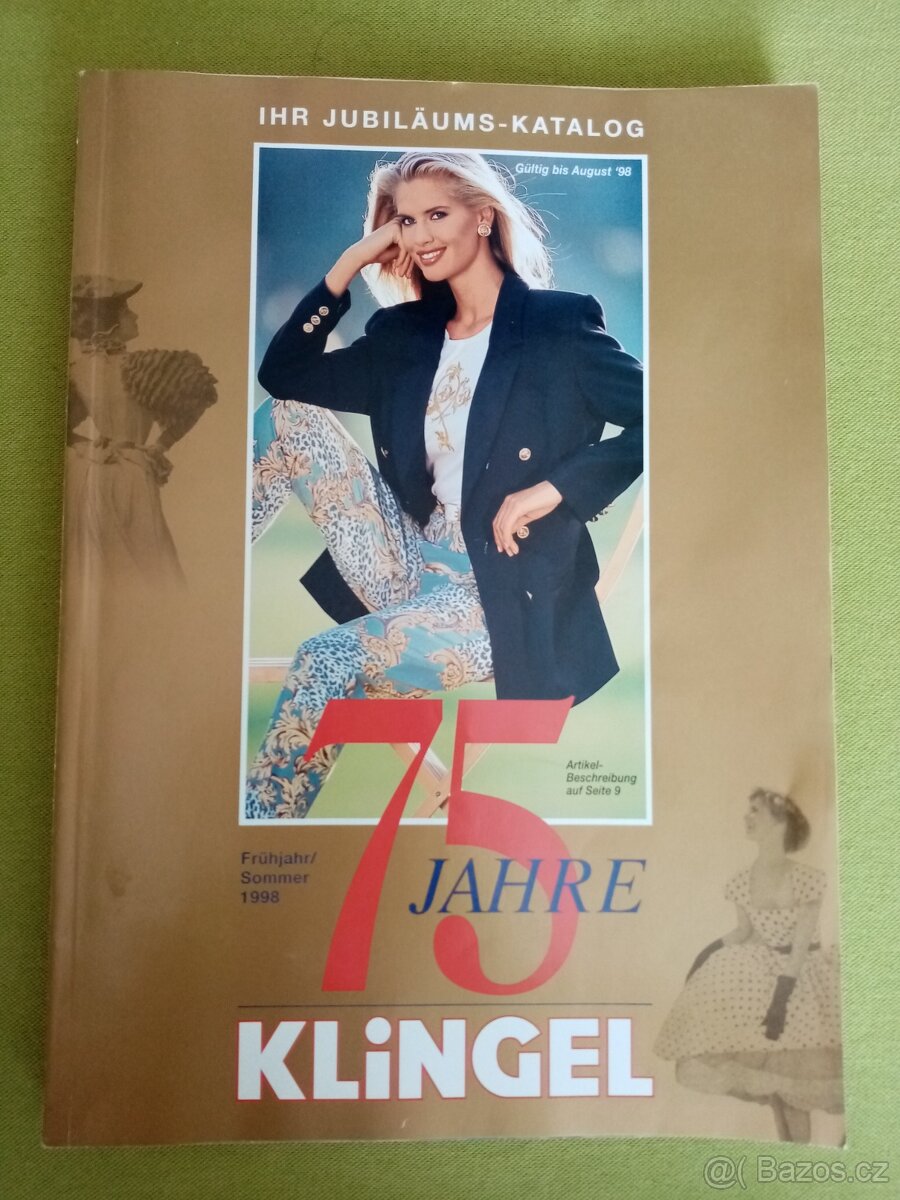 IHR JUBILÄUMS-KATALOG
Gültig bis August '98
Artikel-
Beschreibung
auf Seite 9
Frühjahr/
Sommer
1998
75
JAHRE
KLiNGEL
@( Bazos.cz